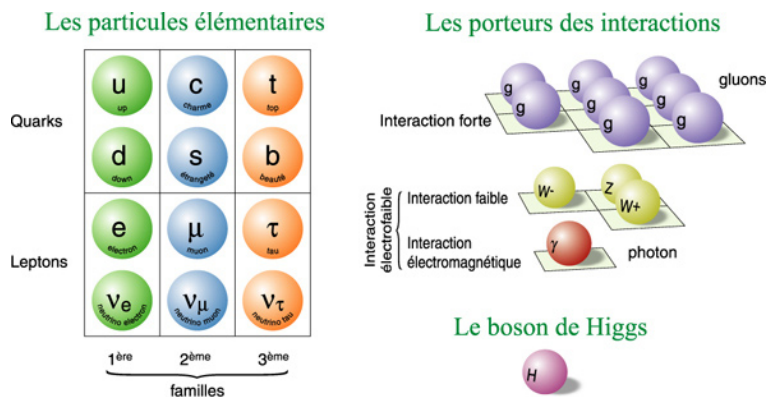 Les particules élémentaires
Quarks
u
up
c
charme
t
top
d
down
s
étrangeté
b
beauté
Leptons
e
électron
μ
muon
τ
tau
νe
neutrino électron
νμ
neutrino muon
ντ
neutrino tau
1ère
2ème
3ème
familles
Les porteurs des interactions
g
g
g
g
g
g
g
g
gluons
Interaction forte
Interaction électrofaible
Interaction faible
W-
Z
W+
Interaction
électromagnétique
γ
photon
Le boson de Higgs
H